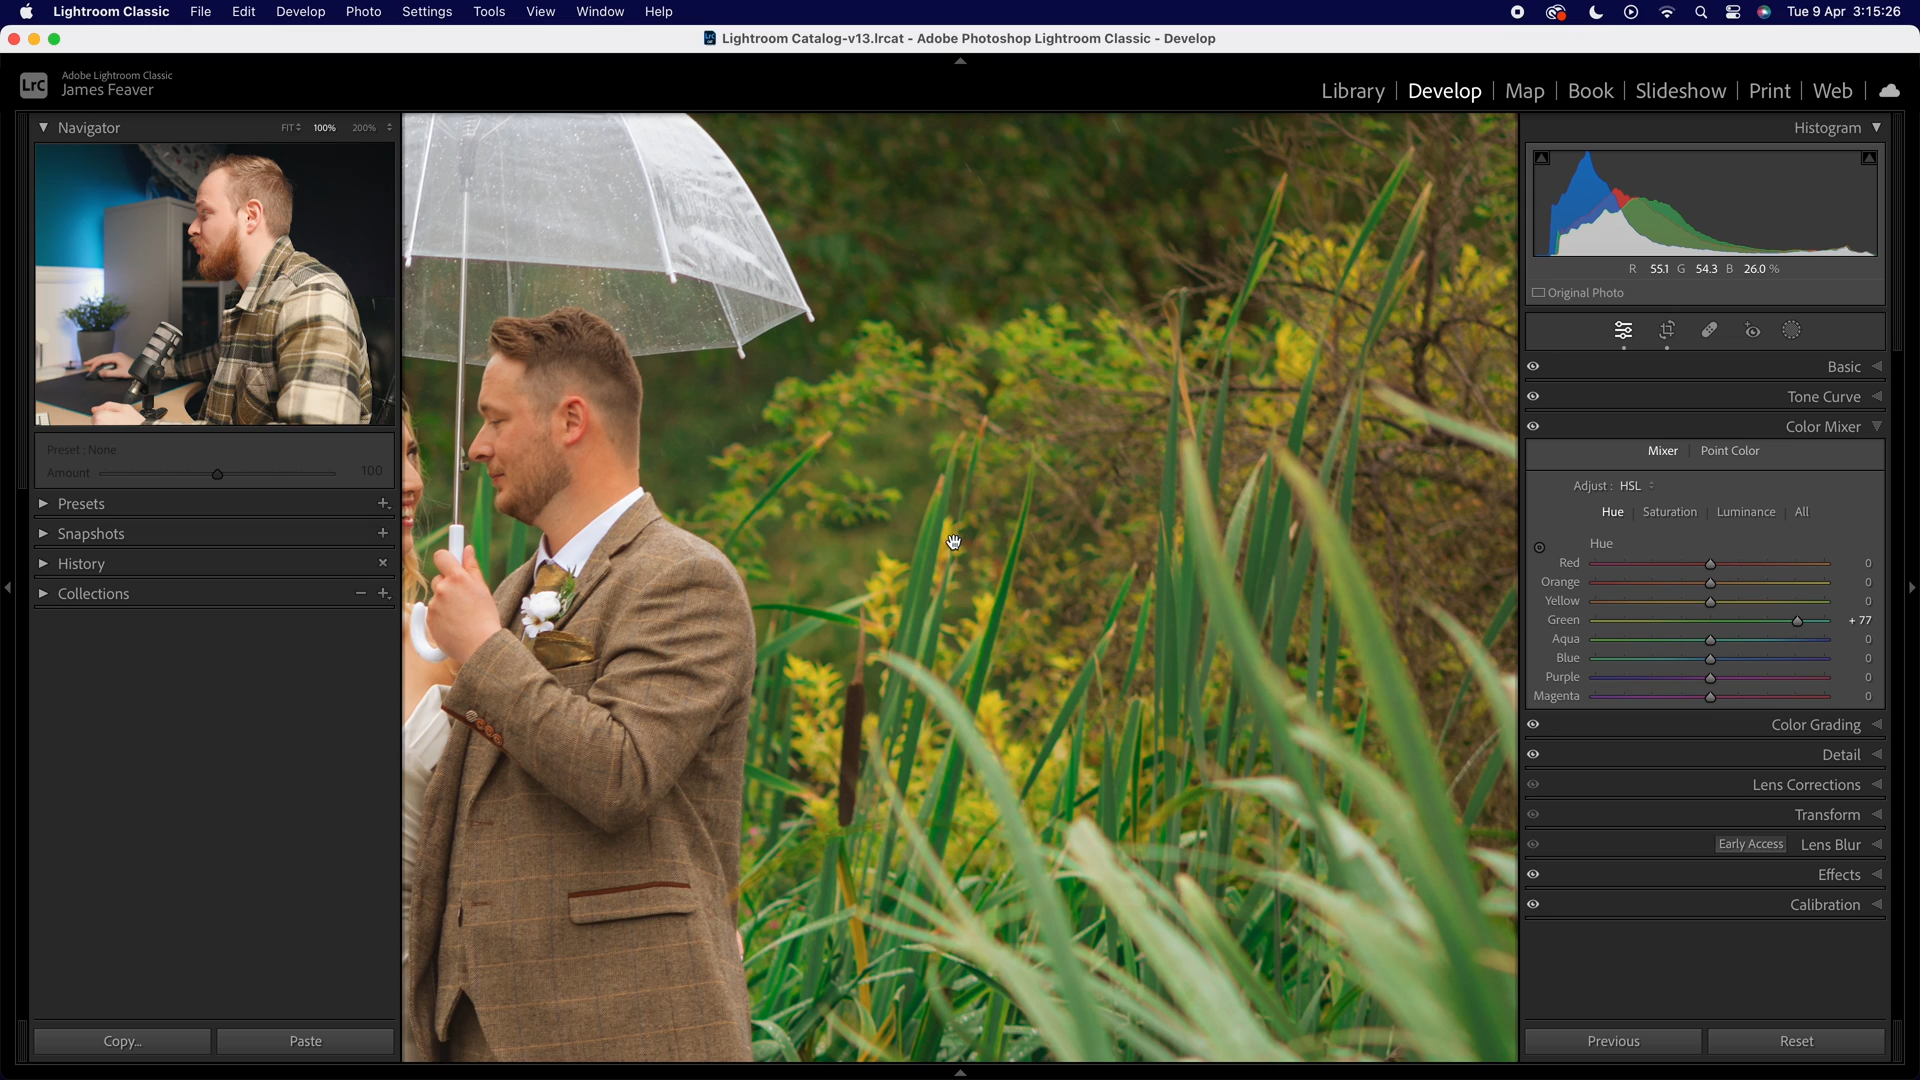 Lightroom Classic File Edit Develop Photo Settings Tools View Window Help Tue 9 Apr 3:15:26
Lightroom Catalog-v13.lrcat - Adobe Photoshop Lightroom Classic - Develop
LrC Adobe Lightroom Classic
James Feaver
Library Develop Map Book Slideshow Print Web
Navigator FIT 100% 200%
Histogram
R 55.1 G 54.3 B 26.0 %
Original Photo
Preset : None
Amount 100
Presets
Snapshots
History
Collections
Copy... Paste
Basic
Tone Curve
Color Mixer
Mixer Point Color
Adjust : HSL
Hue Saturation Luminance All
Hue
Red 0
Orange 0
Yellow 0
Green + 77
Aqua 0
Blue 0
Purple 0
Magenta 0
Color Grading
Detail
Lens Corrections
Transform
Early Access Lens Blur
Effects
Calibration
Previous Reset